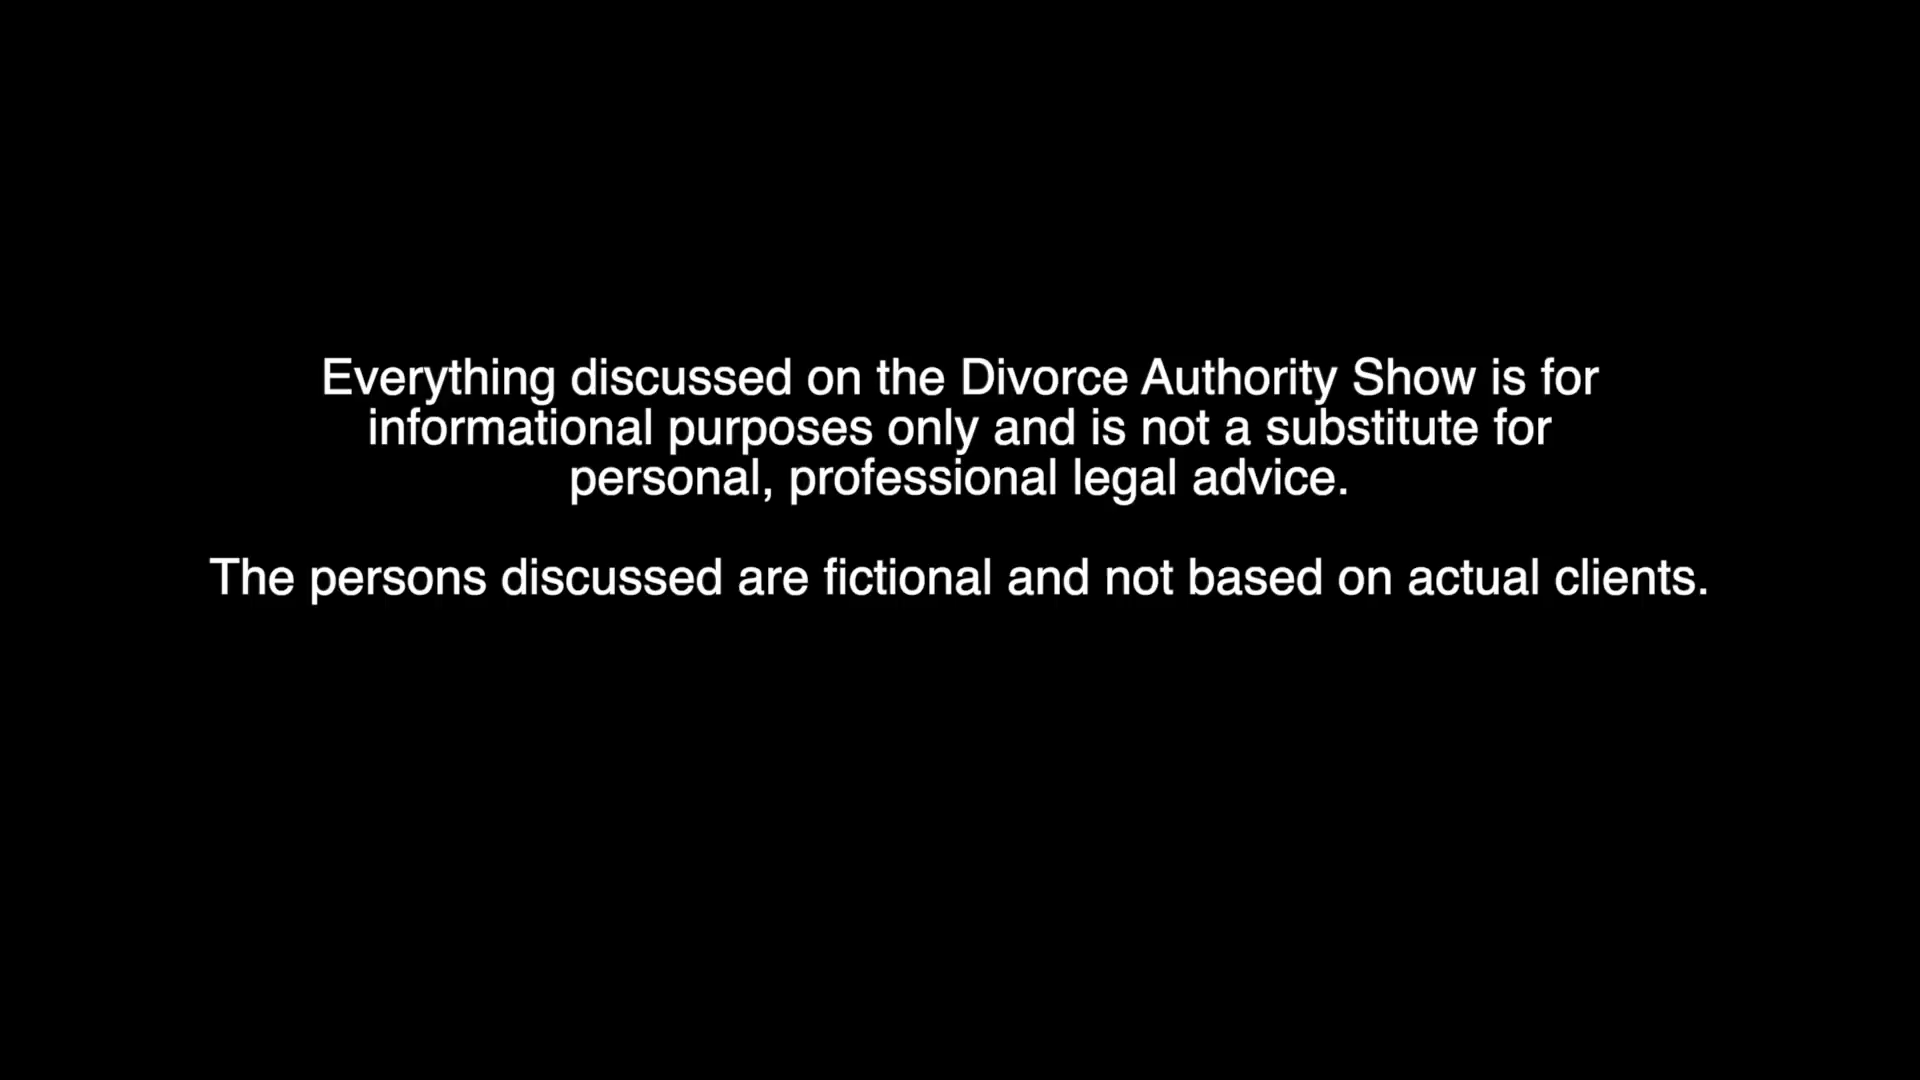 Everything discussed on the Divorce Authority Show is for
informational purposes only and is not a substitute for
personal, professional legal advice.
The persons discussed are fictional and not based on actual clients.